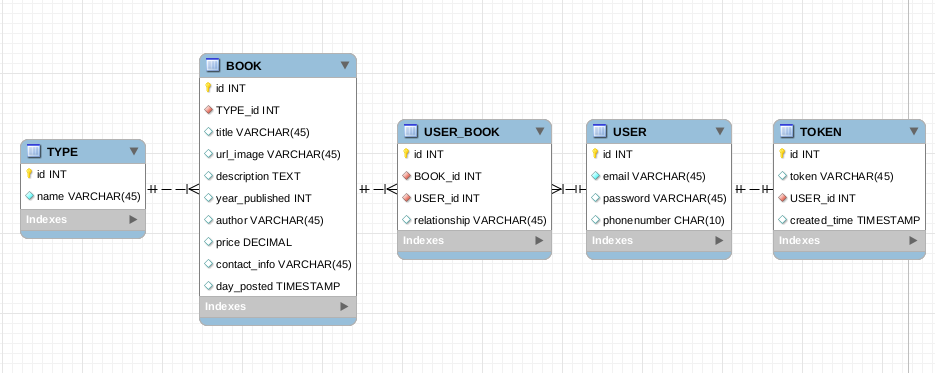 TYPE
id INT
name VARCHAR(45)
Indexes
BOOK
id INT
TYPE_id INT
title VARCHAR(45)
url_image VARCHAR(45)
description TEXT
year_published INT
author VARCHAR(45)
price DECIMAL
contact_info VARCHAR(45)
day_posted TIMESTAMP
Indexes
USER_BOOK
id INT
BOOK_id INT
USER_id INT
relationship VARCHAR(45)
Indexes
USER
id INT
email VARCHAR(45)
password VARCHAR(45)
phonenumber CHAR(10)
Indexes
TOKEN
id INT
token VARCHAR(45)
USER_id INT
created_time TIMESTAMP
Indexes